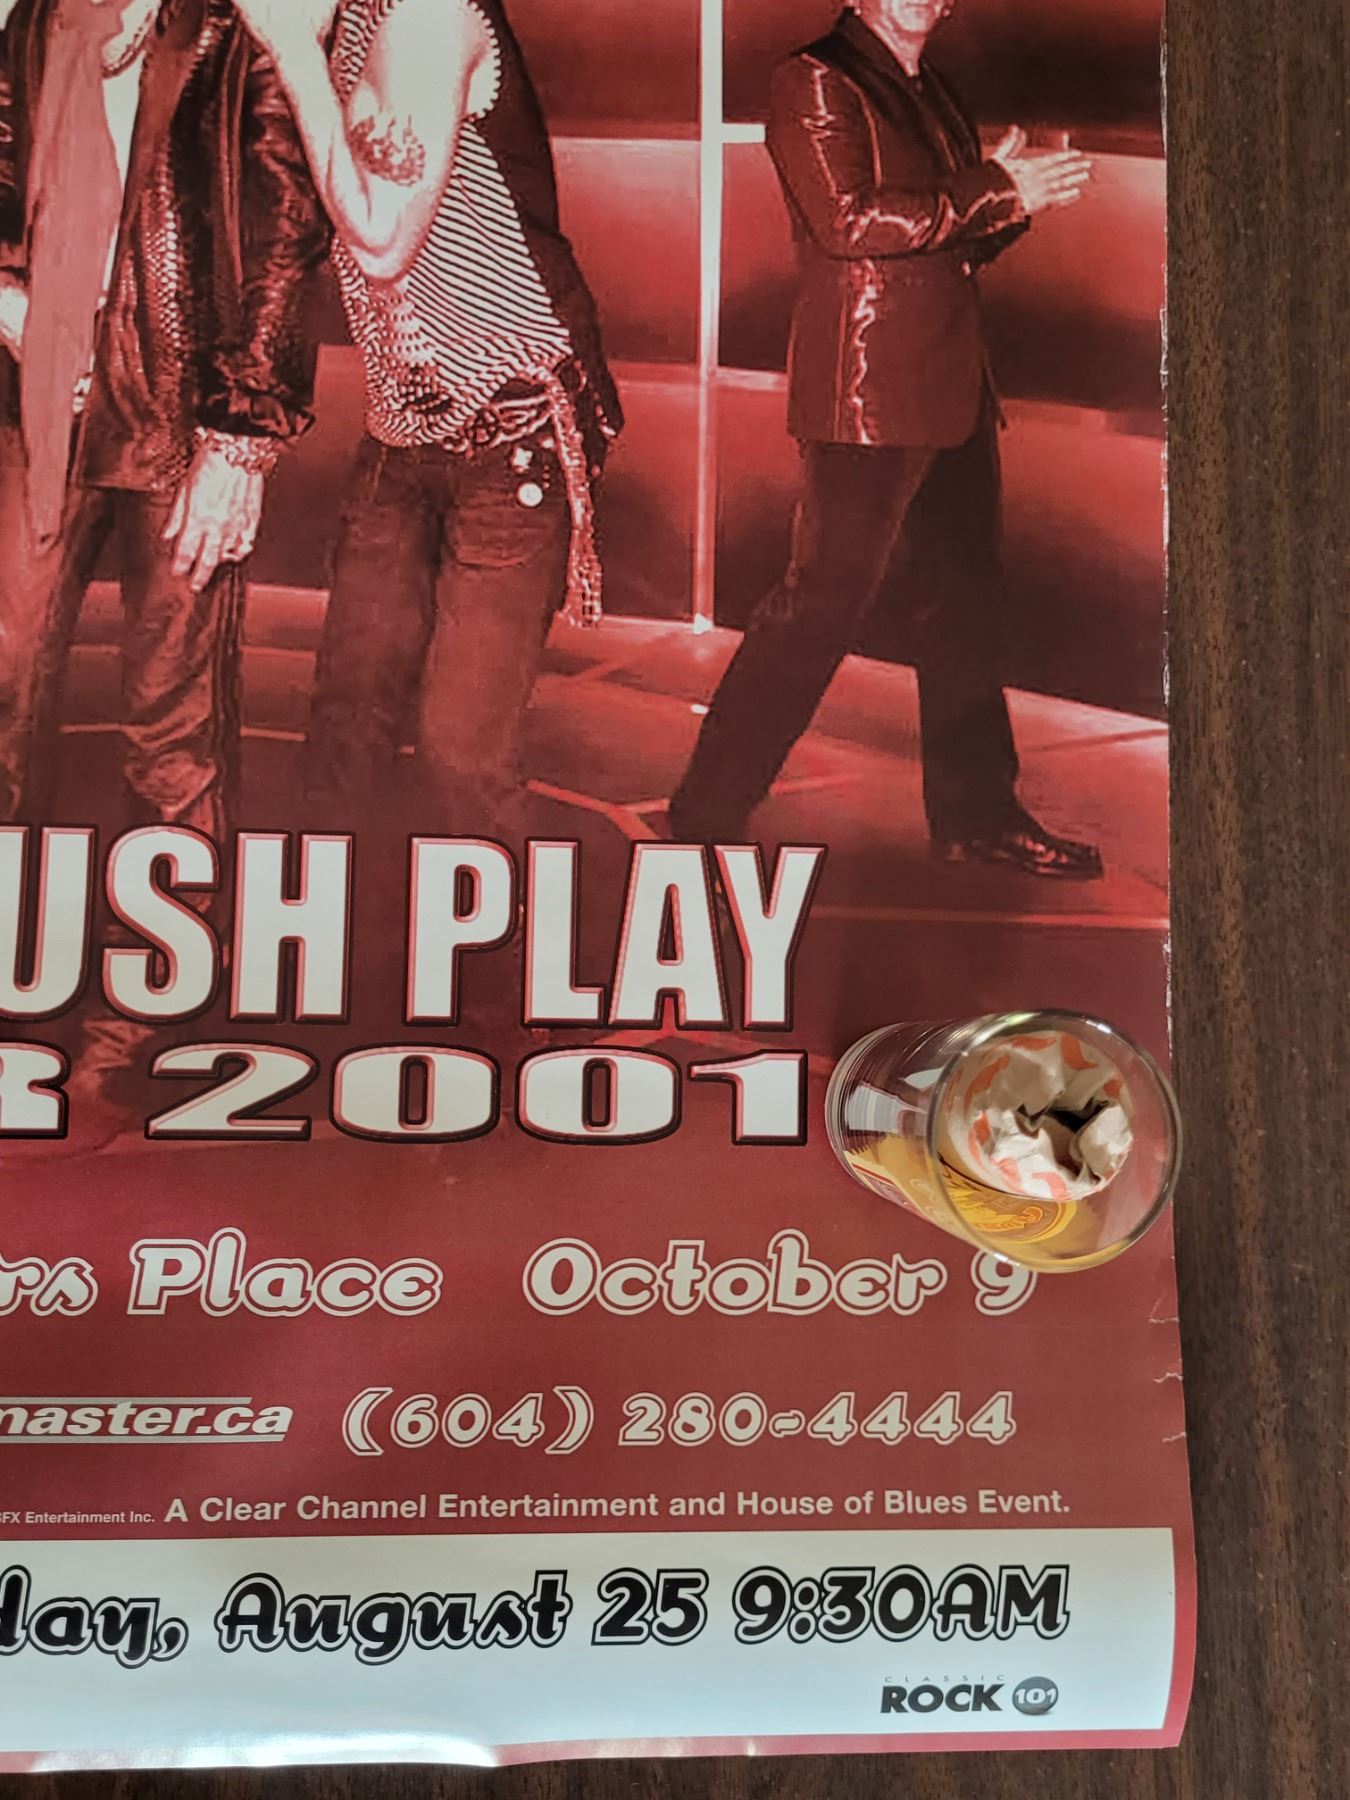 USH PLAY
R 2001
rs Place October 9
master.ca (604) 280-4444
SFX Entertainment Inc. A Clear Channel Entertainment and House of Blues Event.
day, August 25 9:30AM
CLASSIC
ROCK 101